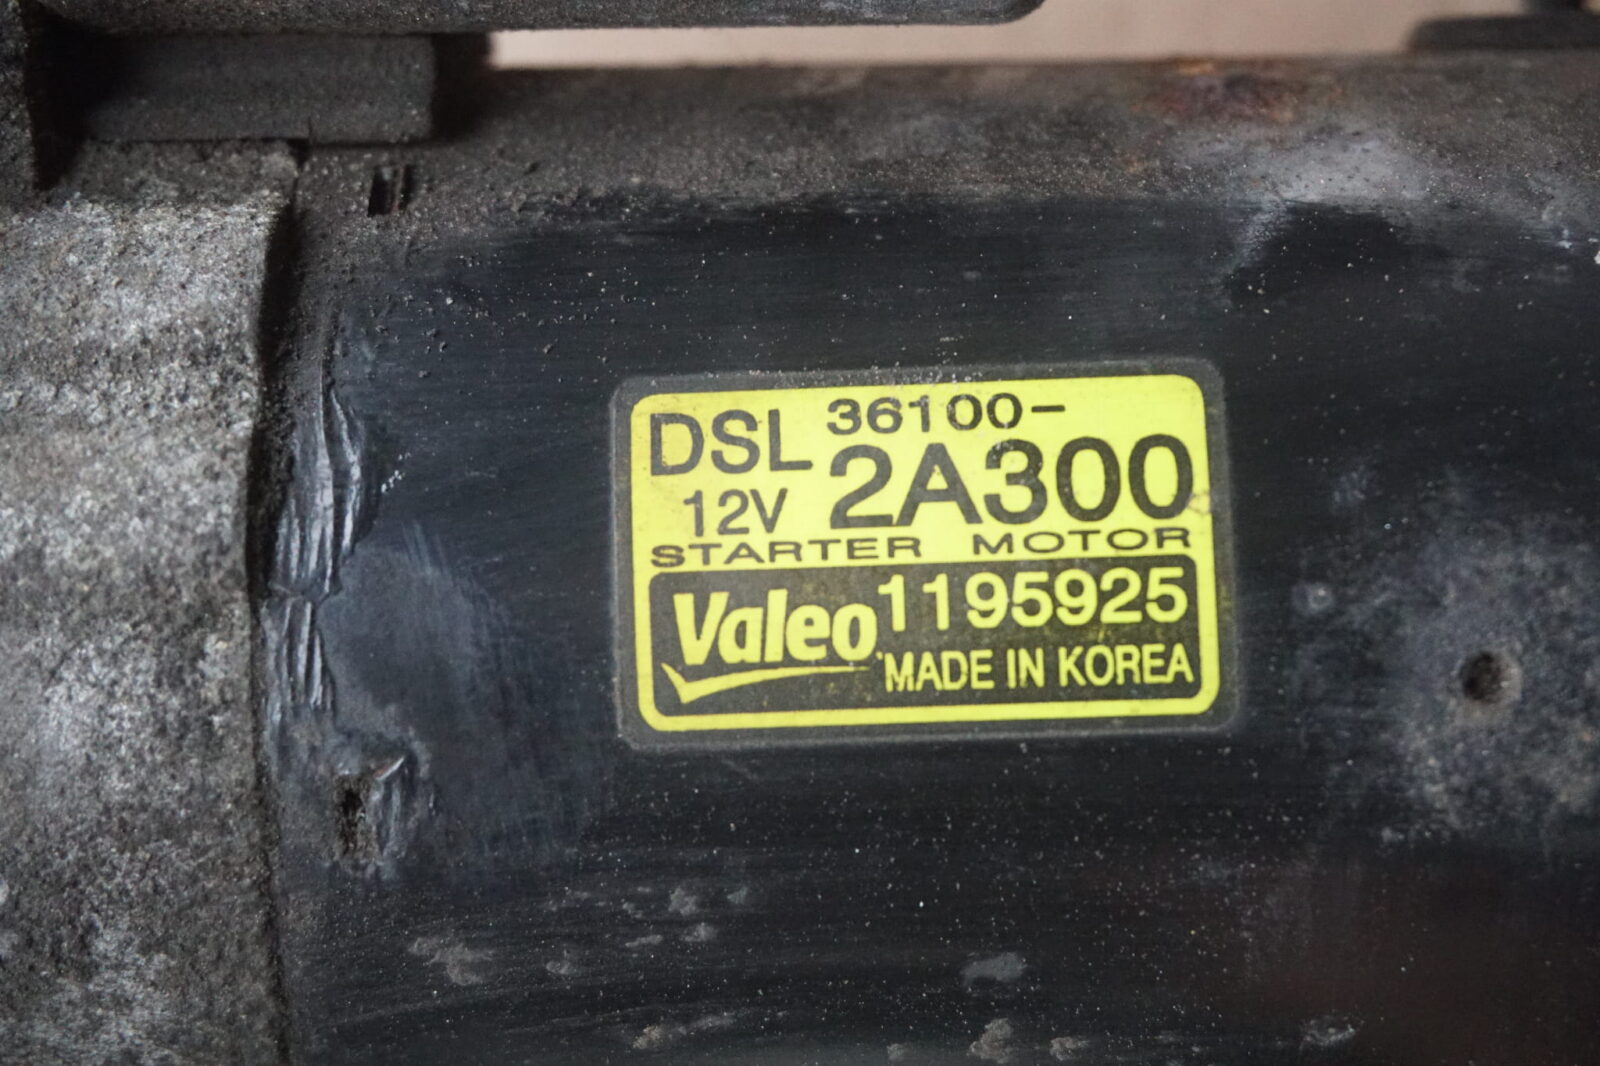 DSL 36100-
12V 2A300
STARTER MOTOR
Valeo 1195925
MADE IN KOREA